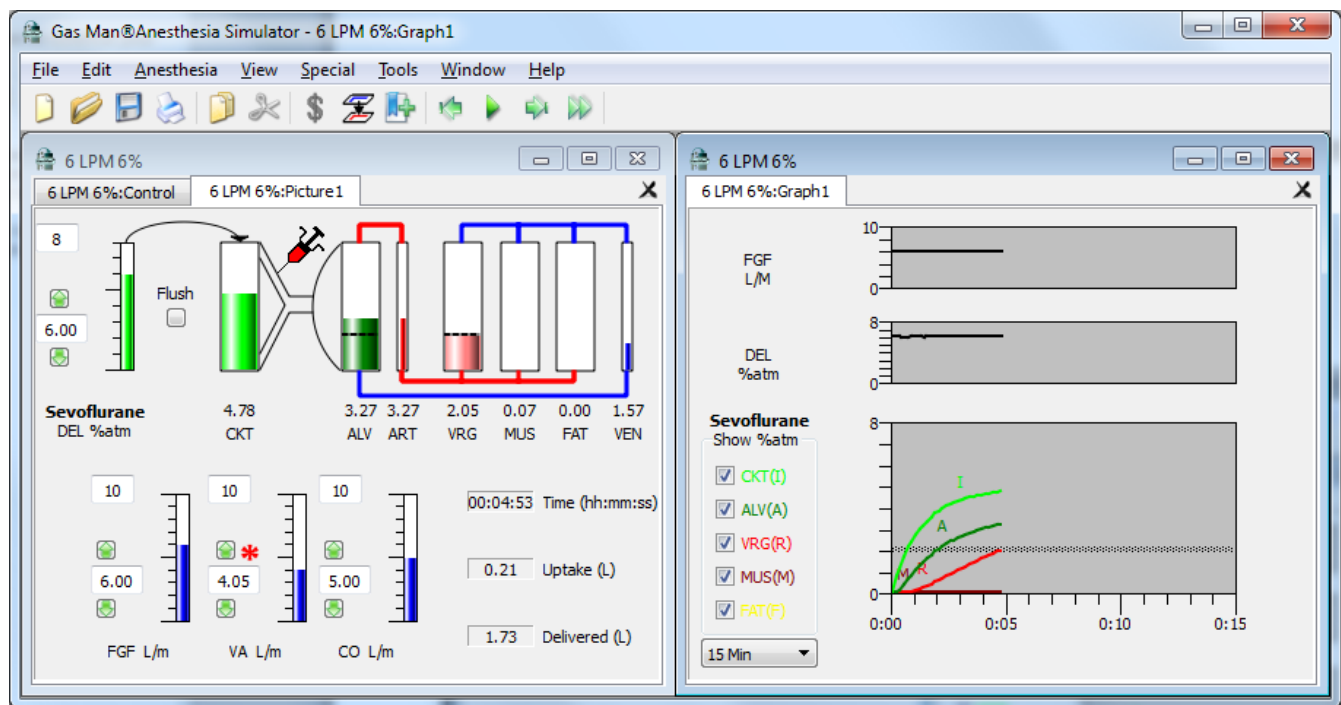 Gas Man®Anesthesia Simulator - 6 LPM 6%:Graph1
File Edit Anesthesia View Special Tools Window Help
$
6 LPM 6%
6 LPM 6%:Control 6 LPM 6%:Picture1
8
Flush
6.00
Sevoflurane 4.78 3.27 3.27 2.05 0.07 0.00 1.57
DEL %atm CKT ALV ART VRG MUS FAT VEN
10 10 10
00:04:53 Time (hh:mm:ss)
*
6.00 4.05 5.00
0.21 Uptake (L)
1.73 Delivered (L)
FGF L/m VA L/m CO L/m
6 LPM 6%
6 LPM 6%:Graph1
10
FGF
L/M
0
8
DEL
%atm
0
Sevoflurane
Show %atm
8
CKT(I)
ALV(A)
VRG(R)
MUS(M)
FAT(F)
I
A
M R
0
0:00 0:05 0:10 0:15
15 Min